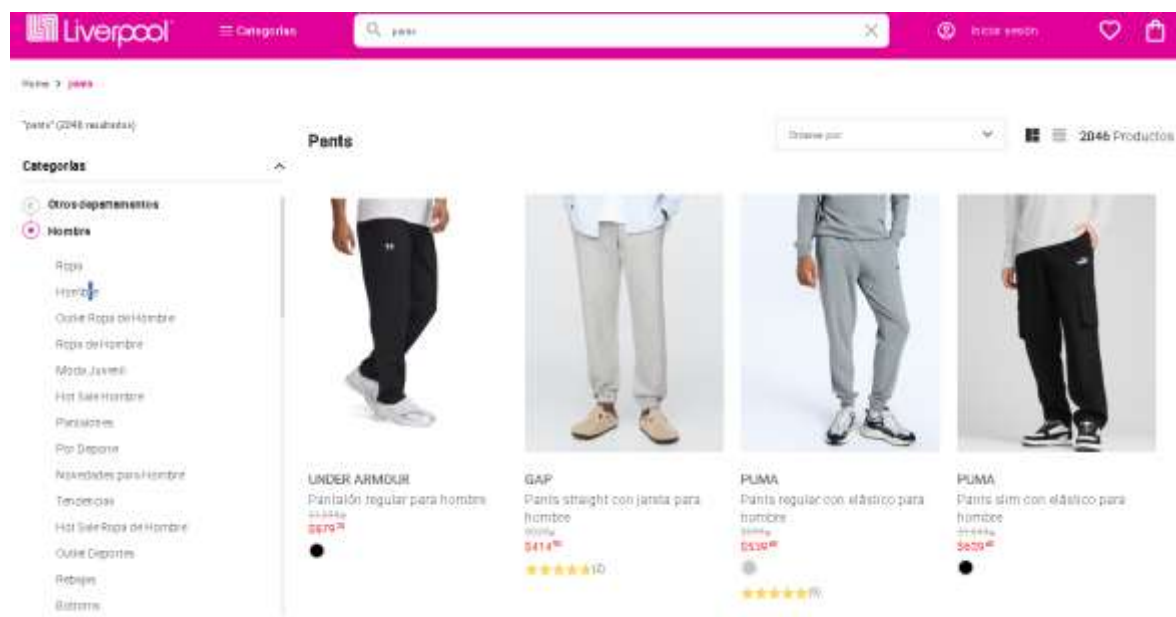 Liverpool
Categorías
pants
Iniciar sesión
Home > pants
"pants" (2046 resultados)
Pants
Ordenar por:
2046 Productos
Categorías
Otros departamentos
Hombre
Ropa
Hombre
Outlet Ropa de Hombre
Ropa de Hombre
Moda Juvenil
Hot Sale Hombre
Pantalones
Por Deporte
Novedades para Hombre
Tendencias
Hot Sale Ropa de Hombre
Outlet Deportes
Rebajas
Bottoms
UNDER ARMOUR
Pantalón regular para hombre
GAP
Pants straight con jareta para
hombre
PUMA
Pants regular con elástico para
hombre
PUMA
Pants slim con elástico para
hombre